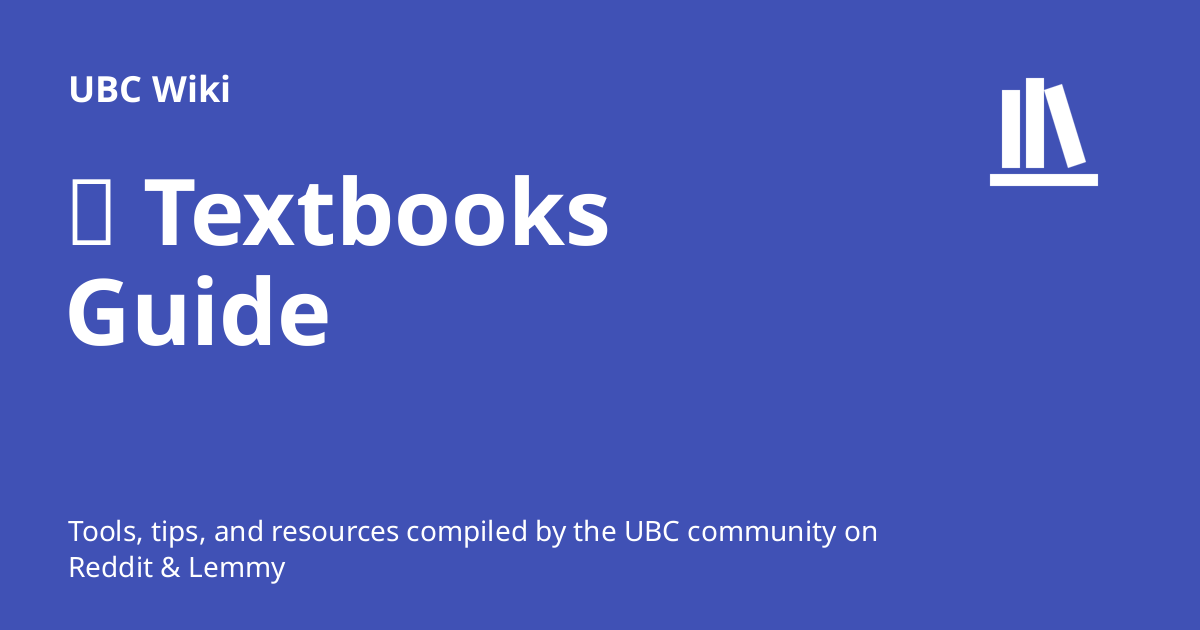 UBC Wiki
Textbooks
Guide
Tools, tips, and resources compiled by the UBC community on
Reddit & Lemmy